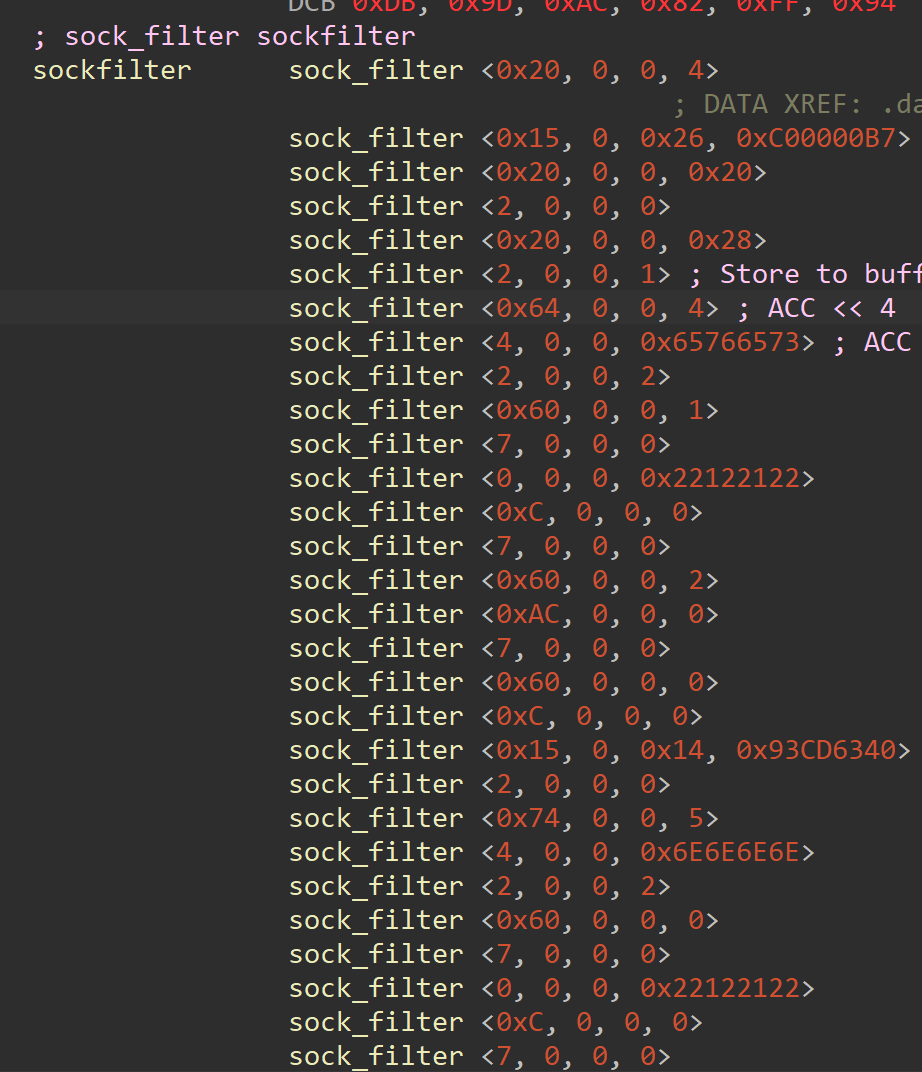 DCB 0xDB, 0x9D, 0xAC, 0x82, 0xFF, 0x94
; sock_filter sockfilter
sockfilter sock_filter <0x20, 0, 0, 4>
; DATA XREF: .da
sock_filter <0x15, 0, 0x26, 0xC00000B7>
sock_filter <0x20, 0, 0, 0x20>
sock_filter <2, 0, 0, 0>
sock_filter <0x20, 0, 0, 0x28>
sock_filter <2, 0, 0, 1> ; Store to buff
sock_filter <0x64, 0, 0, 4> ; ACC << 4
sock_filter <4, 0, 0, 0x65766573> ; ACC
sock_filter <2, 0, 0, 2>
sock_filter <0x60, 0, 0, 1>
sock_filter <7, 0, 0, 0>
sock_filter <0, 0, 0, 0x22122122>
sock_filter <0xC, 0, 0, 0>
sock_filter <7, 0, 0, 0>
sock_filter <0x60, 0, 0, 2>
sock_filter <0xAC, 0, 0, 0>
sock_filter <7, 0, 0, 0>
sock_filter <0x60, 0, 0, 0>
sock_filter <0xC, 0, 0, 0>
sock_filter <0x15, 0, 0x14, 0x93CD6340>
sock_filter <2, 0, 0, 0>
sock_filter <0x74, 0, 0, 5>
sock_filter <4, 0, 0, 0x6E6E6E6E>
sock_filter <2, 0, 0, 2>
sock_filter <0x60, 0, 0, 0>
sock_filter <7, 0, 0, 0>
sock_filter <0, 0, 0, 0x22122122>
sock_filter <0xC, 0, 0, 0>
sock_filter <7, 0, 0, 0>